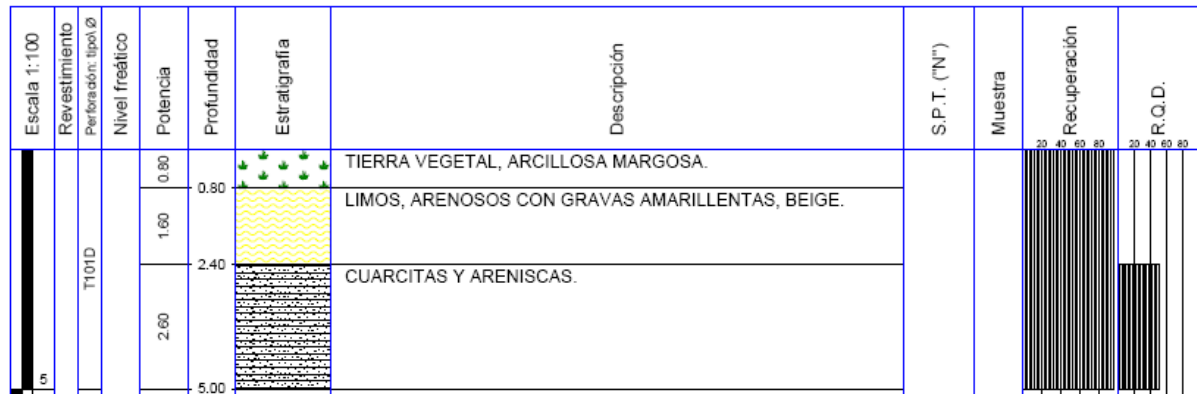 Escala 1:100
Revestimiento
Perforación: tipo\Ø
Nivel freático
Potencia
Profundidad
Estratigrafía
Descripción
S.P.T. ("N")
Muestra
Recuperación
20 40 60 80
R.Q.D.
20 40 60 80
0.80
TIERRA VEGETAL, ARCILLOSA MARGOSA.
0.80
1.60
LIMOS, ARENOSOS CON GRAVAS AMARILLENTAS, BEIGE.
T101D
2.40
CUARCITAS Y ARENISCAS.
2.60
5
5.00